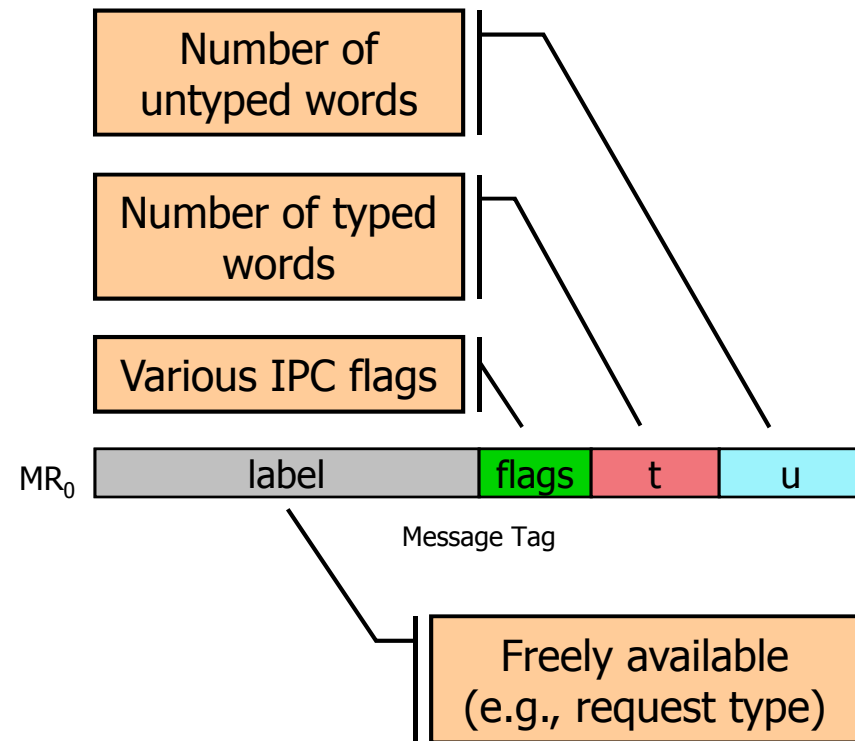 Number of
untyped words
Number of typed
words
Various IPC flags
MR₀ label flags t u
Message Tag
Freely available
(e.g., request type)